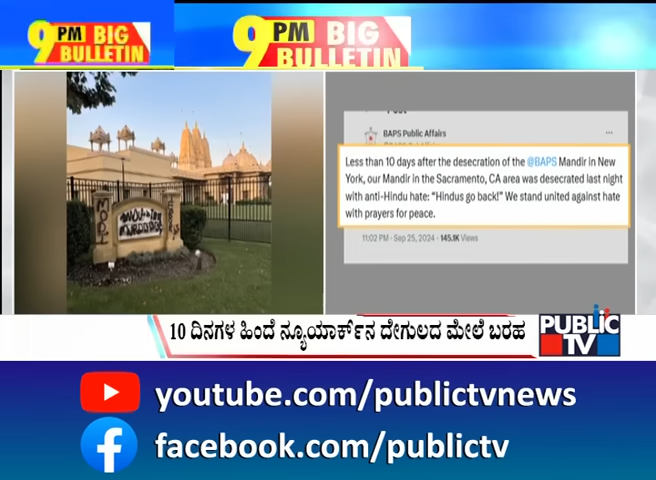 9PM BIG
BULLETIN
9PM BIG
BULLETIN
BAPS Public Affairs
Less than 10 days after the desecration of the @BAPS Mandir in New
York, our Mandir in the Sacramento, CA area was desecrated last night
with anti-Hindu hate: “Hindus go back!” We stand united against hate
with prayers for peace.
11:02 PM · Sep 25, 2024 · 145.1K Views
10 ದಿನಗಳ ಹಿಂದೆ ನ್ಯೂಯಾರ್ಕ್‌ನ ದೇಗುಲದ ಮೇಲೆ ಬರಹ
PUBLiC
TV
youtube.com/publictvnews
facebook.com/publictv